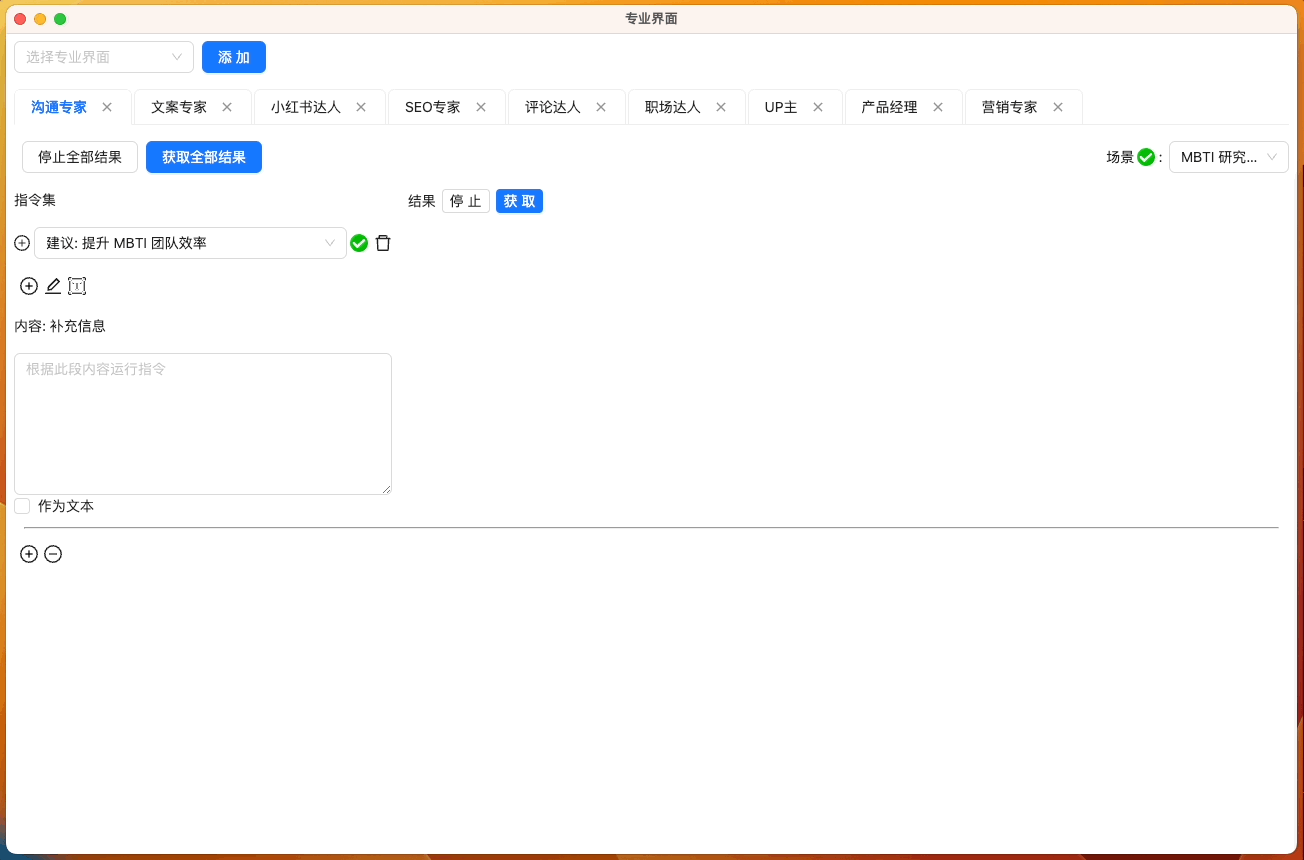 专业界面
选择专业界面 添 加
沟通专家 文案专家 小红书达人 SEO专家 评论达人 职场达人 UP主 产品经理 营销专家
停止全部结果 获取全部结果 场景 : MBTI 研究...
指令集 结果 停 止 获 取
建议: 提升 MBTI 团队效率
内容: 补充信息
根据此段内容运行指令
作为文本